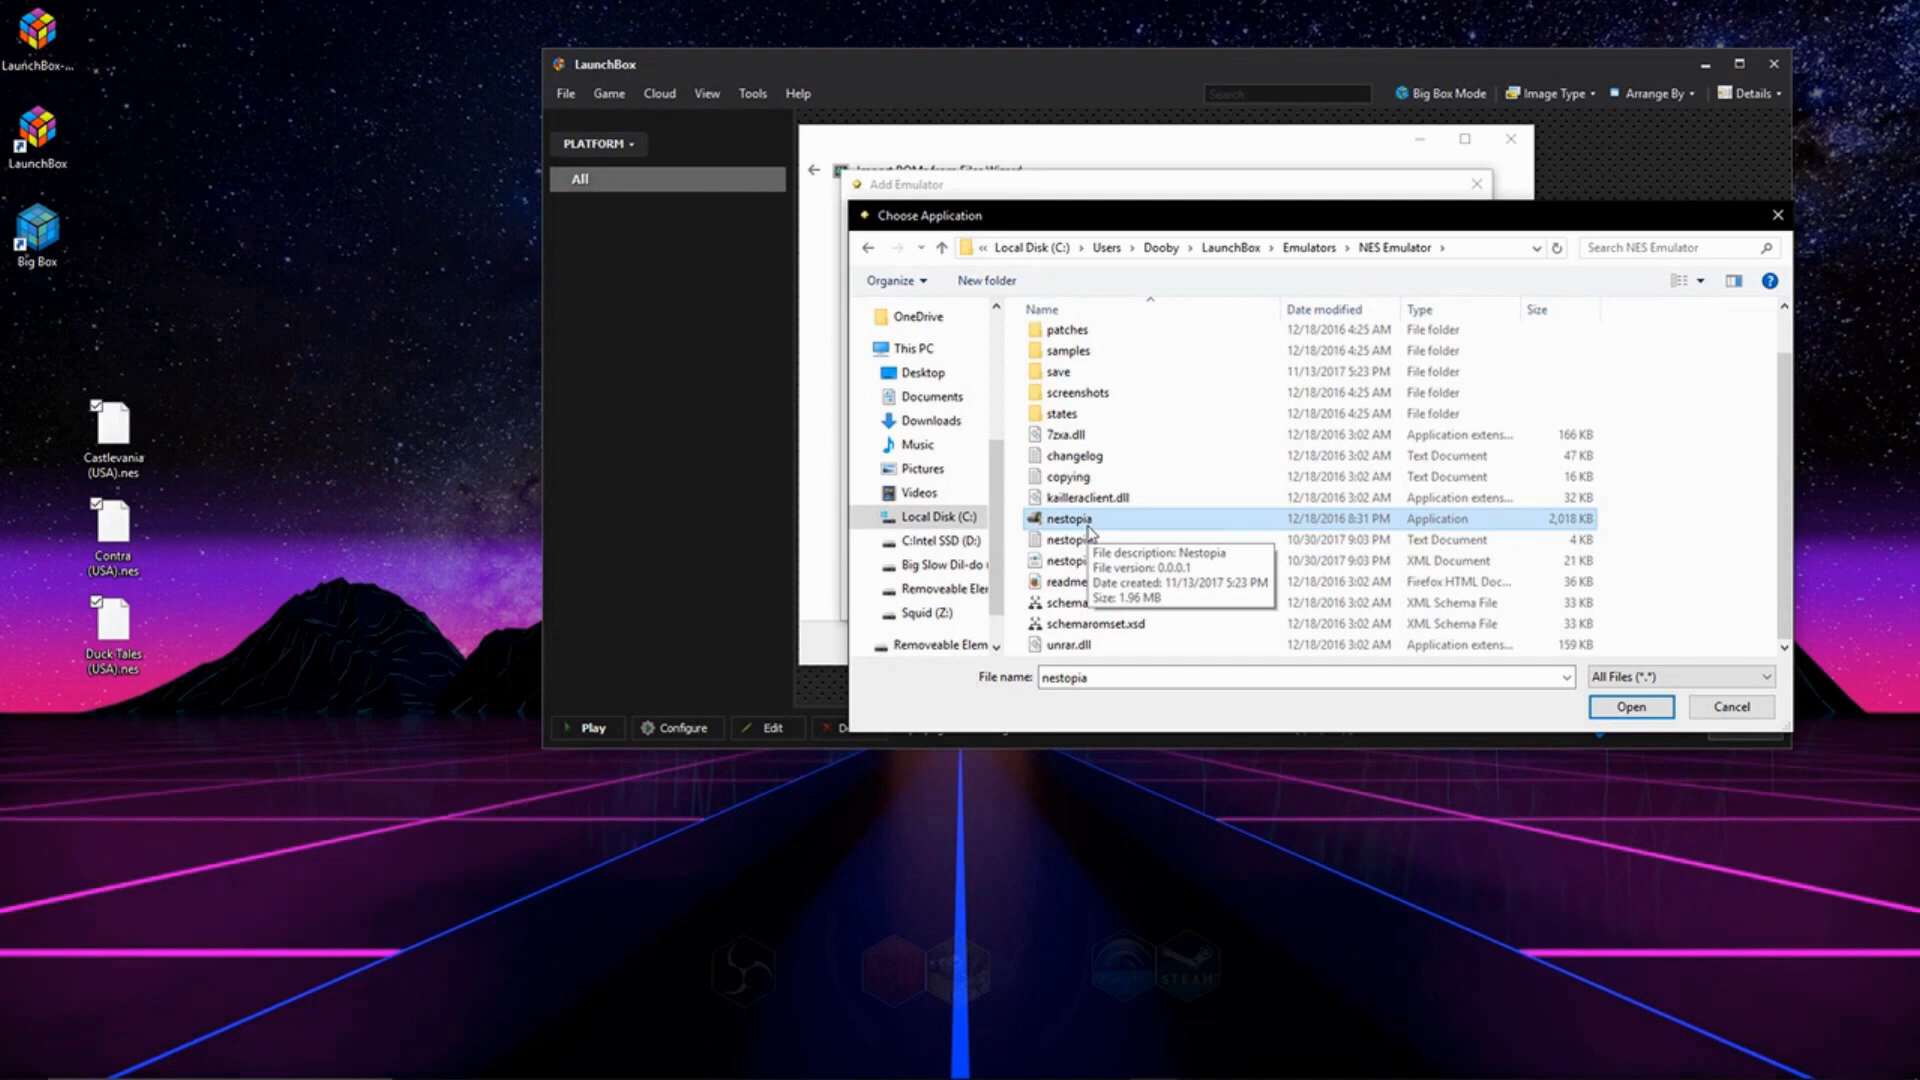 LaunchBox-...
LaunchBox
Big Box
Castlevania
(USA).nes
Contra
(USA).nes
Duck Tales
(USA).nes
LaunchBox
File Game Cloud View Tools Help
Search
Big Box Mode Image Type Arrange By Details
PLATFORM
All
Import ROMs from Files Wizard
Add Emulator
Choose Application
« Local Disk (C:) › Users › Dooby › LaunchBox › Emulators › NES Emulator ›
Search NES Emulator
Organize New folder
OneDrive
This PC
Desktop
Documents
Downloads
Music
Pictures
Videos
Local Disk (C:)
C:Intel SSD (D:)
Big Slow Dil-do
Removeable Eler
Squid (Z:)
Removeable Elem
Name Date modified Type Size
patches 12/18/2016 4:25 AM File folder
samples 12/18/2016 4:25 AM File folder
save 11/13/2017 5:23 PM File folder
screenshots 12/18/2016 4:25 AM File folder
states 12/18/2016 4:25 AM File folder
7zxa.dll 12/18/2016 3:02 AM Application extens... 166 KB
changelog 12/18/2016 3:02 AM Text Document 47 KB
copying 12/18/2016 3:02 AM Text Document 16 KB
kailleraclient.dll 12/18/2016 3:02 AM Application extens... 32 KB
nestopia 12/18/2016 8:31 PM Application 2,018 KB
nestopia 10/30/2017 9:03 PM Text Document 4 KB
nestopi 10/30/2017 9:03 PM XML Document 21 KB
readme 12/18/2016 3:02 AM Firefox HTML Doc... 36 KB
schema 12/18/2016 3:02 AM XML Schema File 33 KB
schemaromset.xsd 12/18/2016 3:02 AM XML Schema File 33 KB
unrar.dll 12/18/2016 3:02 AM Application extens... 159 KB
File description: Nestopia
File version: 0.0.0.1
Date created: 11/13/2017 5:23 PM
Size: 1.96 MB
File name: nestopia
All Files (*.*)
Open Cancel
Play Configure Edit D
STEAM